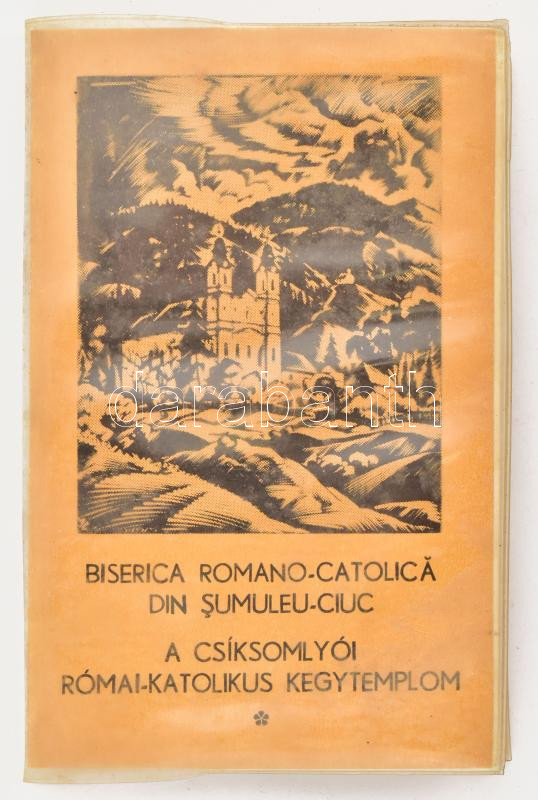 darabanth
BISERICA ROMANO-CATOLICĂ
DIN ŞUMULEU-CIUC
A CSÍKSOMLYÓI
RÓMAI-KATOLIKUS KEGYTEMPLOM